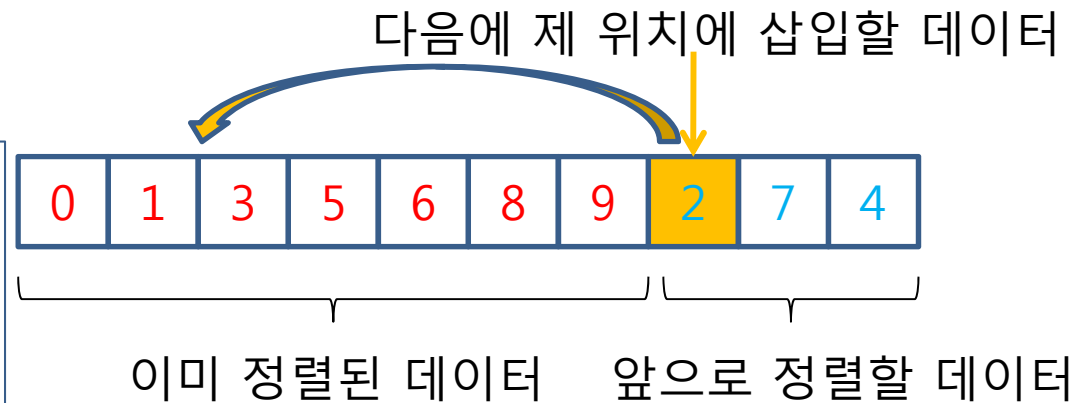 다음에 제 위치에 삽입할 데이터
0 1 3 5 6 8 9 2 7 4
이미 정렬된 데이터 앞으로 정렬할 데이터